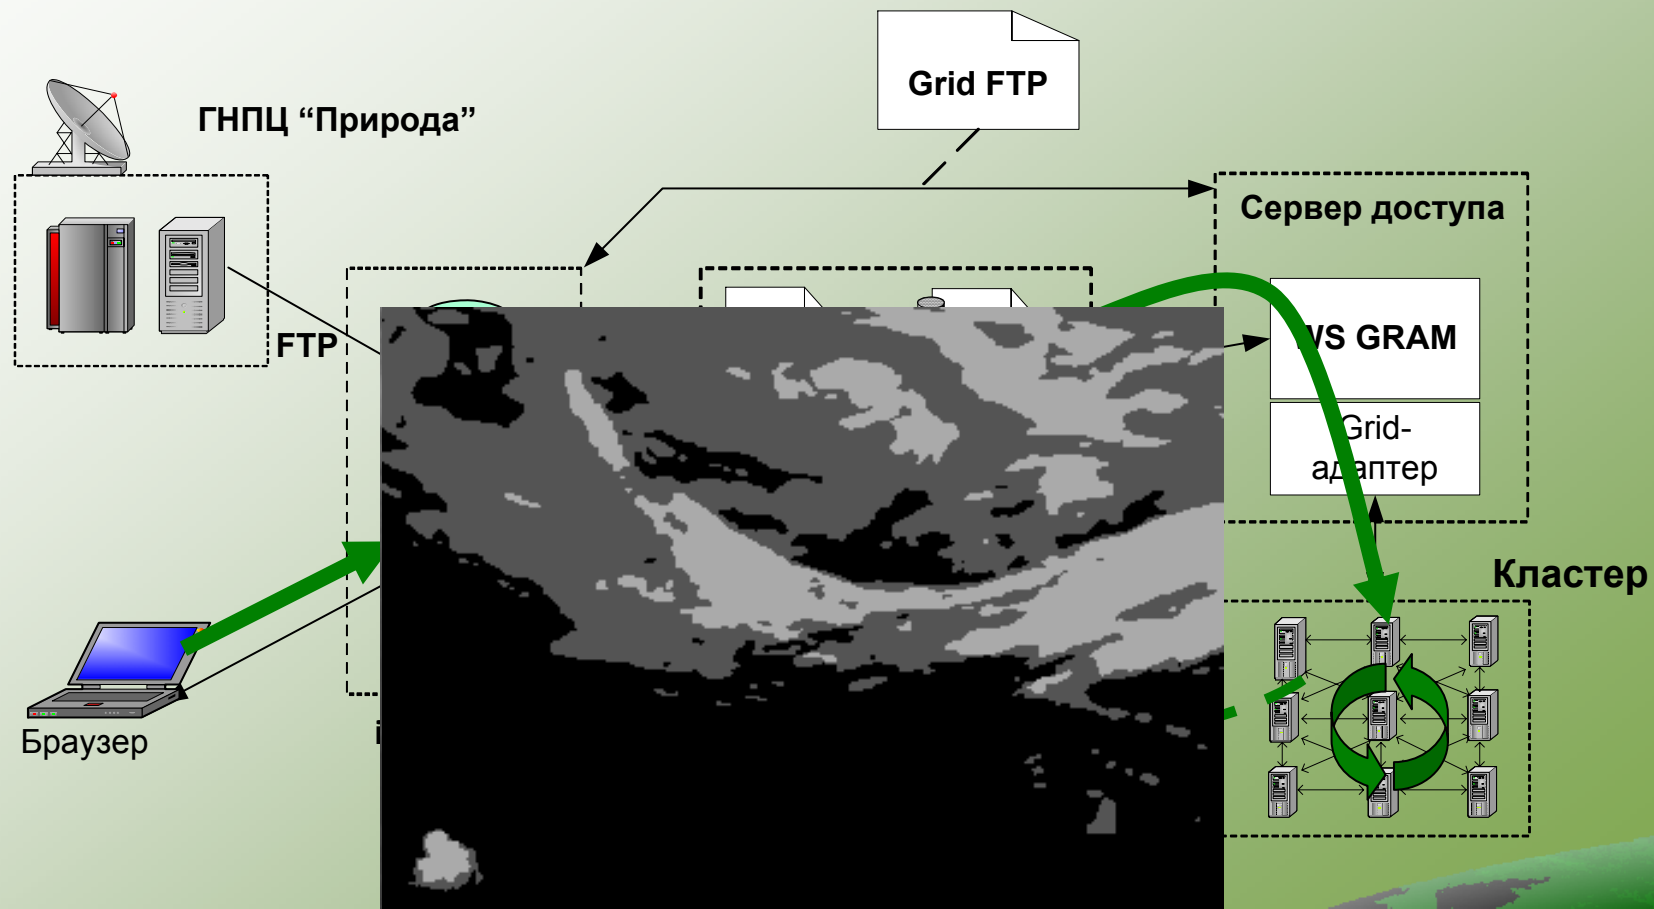 Grid FTP
ГНПЦ “Природа”
Сервер доступа
FTP
WS GRAM
Grid-
адаптер
Кластер
Браузер